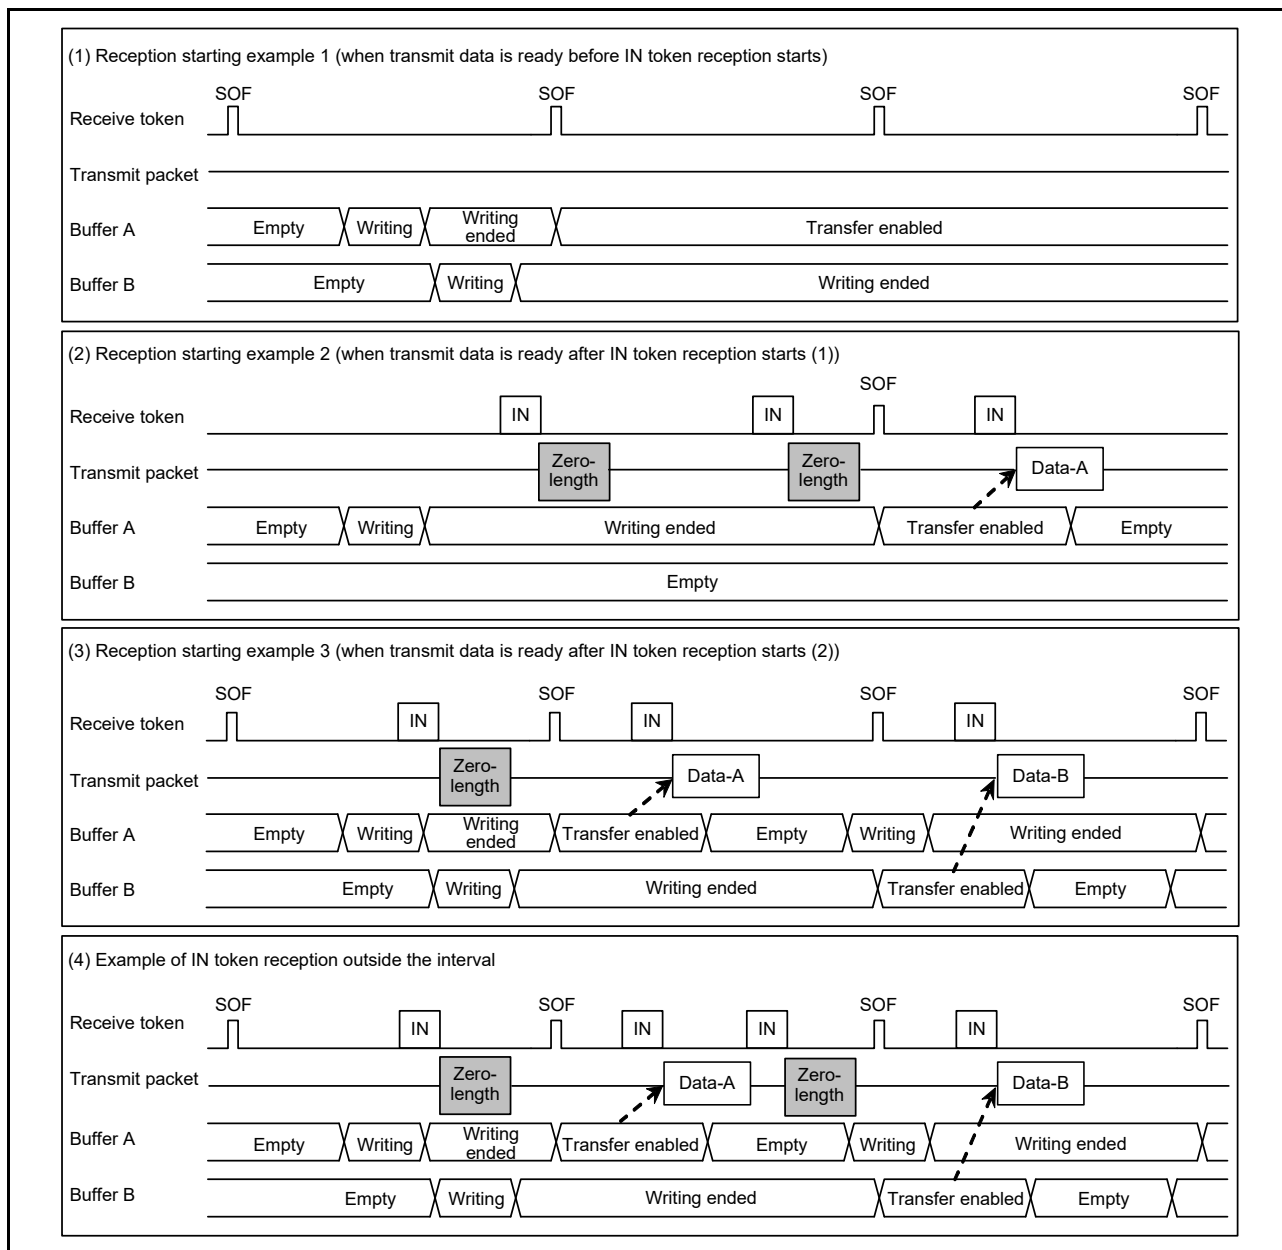 (1) Reception starting example 1 (when transmit data is ready before IN token reception starts)
SOF SOF SOF SOF
Receive token
Transmit packet
Buffer A Empty Writing Writing ended Transfer enabled
Buffer B Empty Writing Writing ended
(2) Reception starting example 2 (when transmit data is ready after IN token reception starts (1))
SOF
Receive token IN IN IN
Transmit packet Zero-length Zero-length Data-A
Buffer A Empty Writing Writing ended Transfer enabled Empty
Buffer B Empty
(3) Reception starting example 3 (when transmit data is ready after IN token reception starts (2))
SOF SOF SOF SOF
Receive token IN IN IN
Transmit packet Zero-length Data-A Data-B
Buffer A Empty Writing Writing ended Transfer enabled Empty Writing Writing ended
Buffer B Empty Writing Writing ended Transfer enabled Empty
(4) Example of IN token reception outside the interval
SOF SOF SOF SOF
Receive token IN IN IN IN
Transmit packet Zero-length Data-A Zero-length Data-B
Buffer A Empty Writing Writing ended Transfer enabled Empty Writing Writing ended
Buffer B Empty Writing Writing ended Transfer enabled Empty